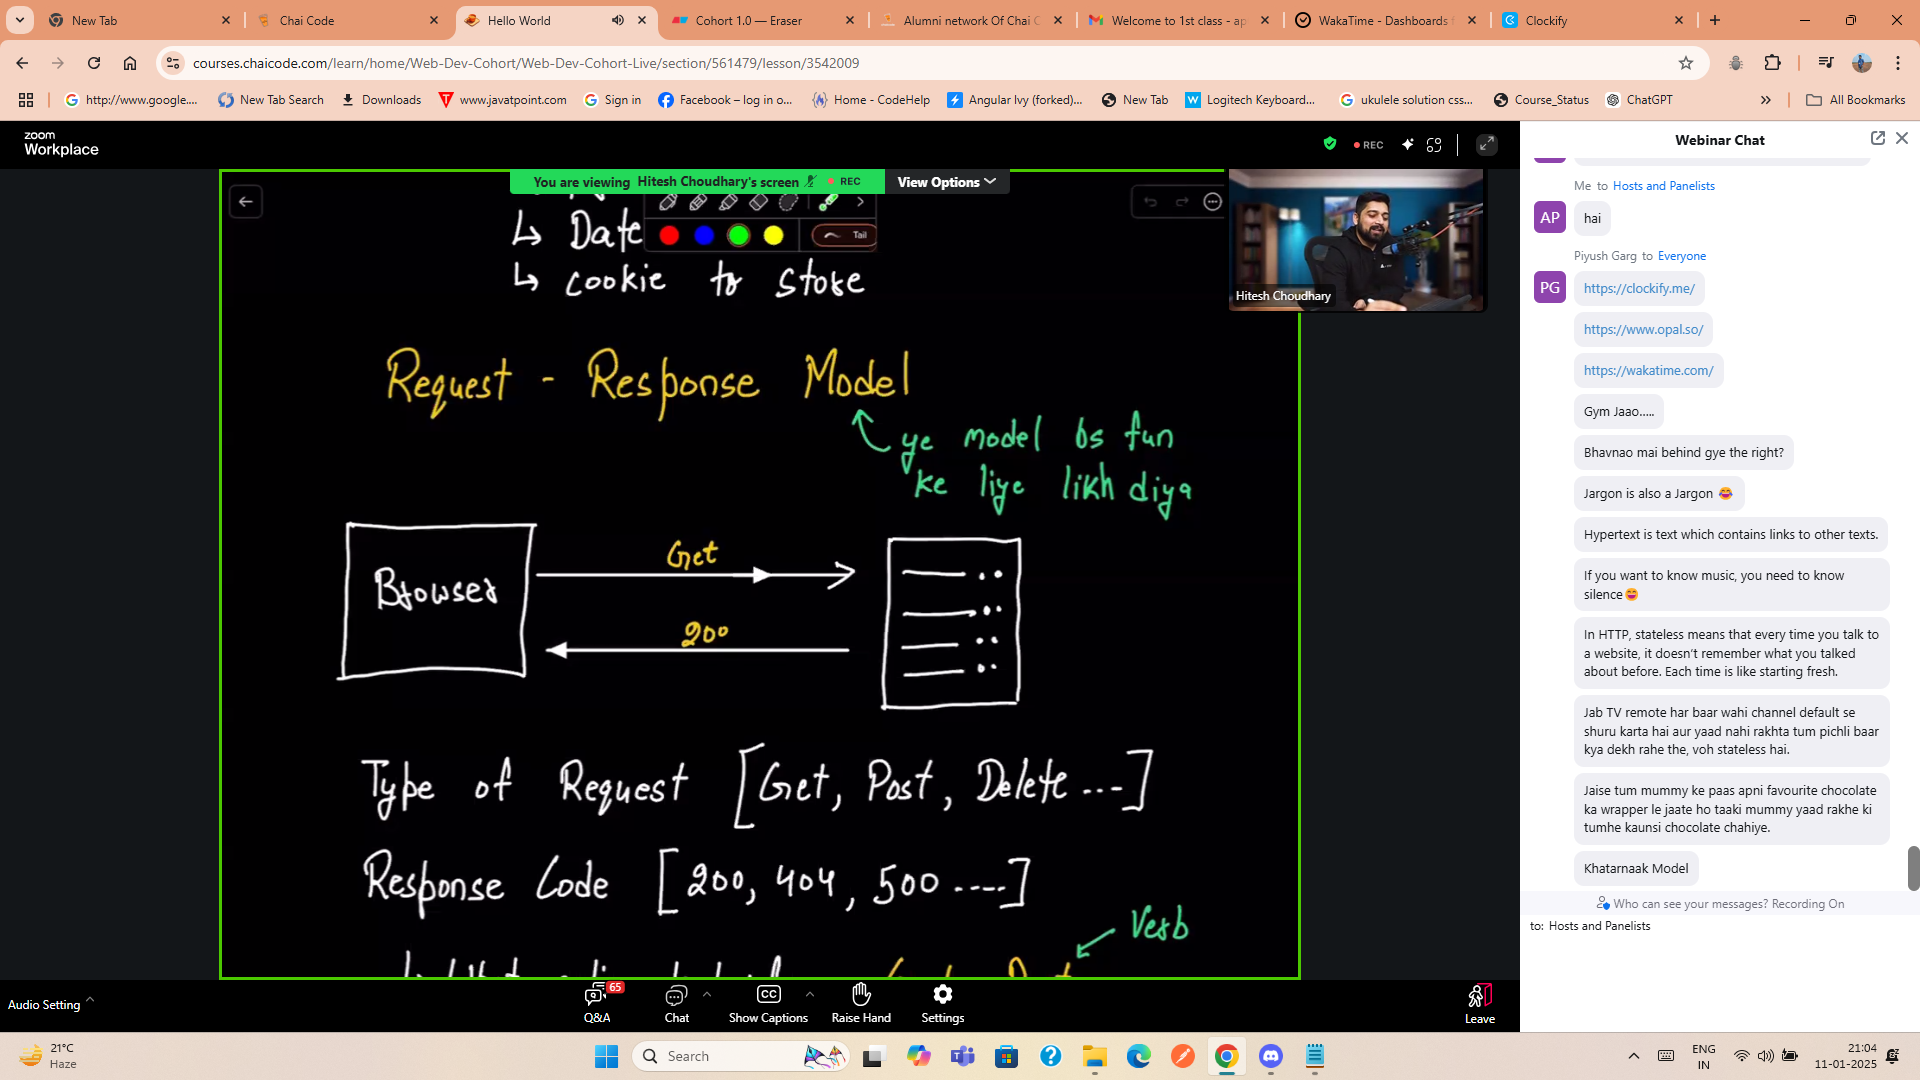 New Tab
Chai Code
Hello World
Cohort 1.0 — Eraser
Alumni network Of Chai C
Welcome to 1st class - ap
WakaTime - Dashboards f
Clockify
courses.chaicode.com/learn/home/Web-Dev-Cohort/Web-Dev-Cohort-Live/section/561479/lesson/3542009
http://www.google....
New Tab Search
Downloads
www.javatpoint.com
Sign in
Facebook – log in o...
Home - CodeHelp
Angular Ivy (forked)...
New Tab
Logitech Keyboard...
ukulele solution css...
Course_Status
ChatGPT
All Bookmarks
zoom
Workplace
REC
You are viewing Hitesh Choudhary's screen
REC
View Options
Tail
↳ Date
↳ cookie to store
Request - Response Model
ye model bs fun
ke liye likh diya
Browser
Get
200
Type of Request [Get, Post, Delete ...]
Response Code [200, 404, 500 ....]
Verb
Hitesh Choudhary
Webinar Chat
Me to Hosts and Panelists
AP
hai
Piyush Garg to Everyone
PG
https://clockify.me/
https://www.opal.so/
https://wakatime.com/
Gym Jaao.....
Bhavnao mai behind gye the right?
Jargon is also a Jargon 😂
Hypertext is text which contains links to other texts.
If you want to know music, you need to know
silence😄
In HTTP, stateless means that every time you talk to
a website, it doesn't remember what you talked
about before. Each time is like starting fresh.
Jab TV remote har baar wahi channel default se
shuru karta hai aur yaad nahi rakhta tum pichli baar
kya dekh rahe the, voh stateless hai.
Jaise tum mummy ke paas apni favourite chocolate
ka wrapper le jaate ho taaki mummy yaad rakhe ki
tumhe kaunsi chocolate chahiye.
Khatarnaak Model
Who can see your messages? Recording On
to: Hosts and Panelists
Audio Setting
65
Q&A
Chat
CC
Show Captions
Raise Hand
Settings
Leave
21°C
Haze
Search
ENG
IN
21:04
11-01-2025